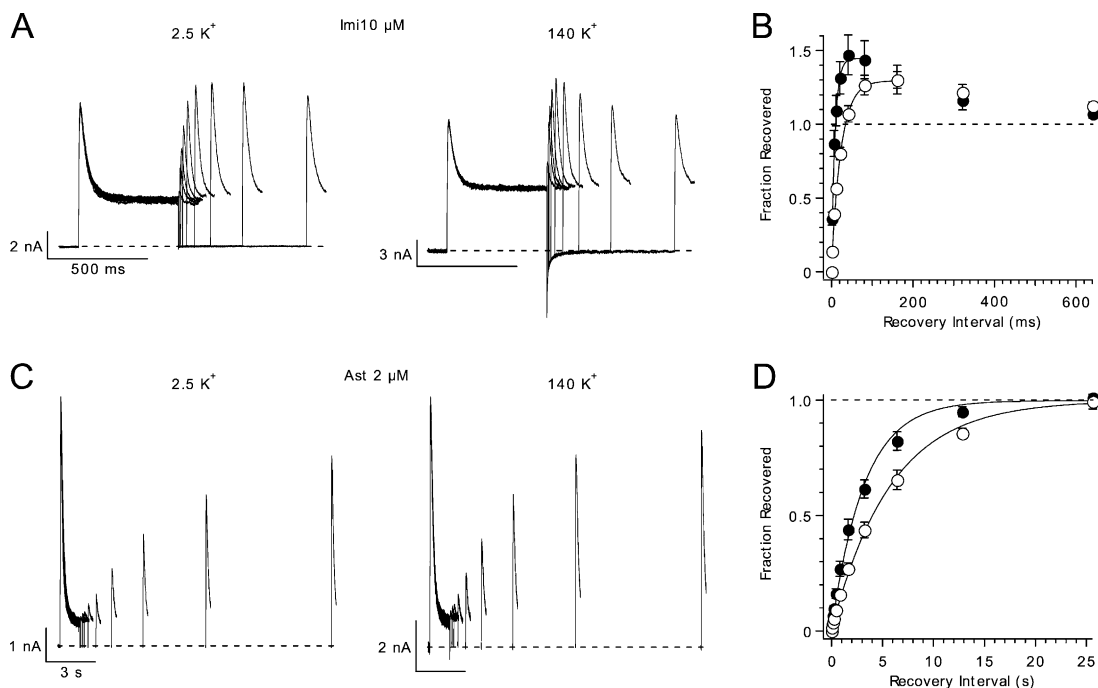 A
2.5 K+
Imi10 µM
140 K+
2 nA
500 ms
3 nA
B
1.5
1.0
0.5
0
Fraction Recovered
0 200 400 600
Recovery Interval (ms)
C
2.5 K+
Ast 2 µM
140 K+
1 nA
3 s
2 nA
D
1.0
0.5
0
Fraction Recovered
0 5 10 15 20 25
Recovery Interval (s)